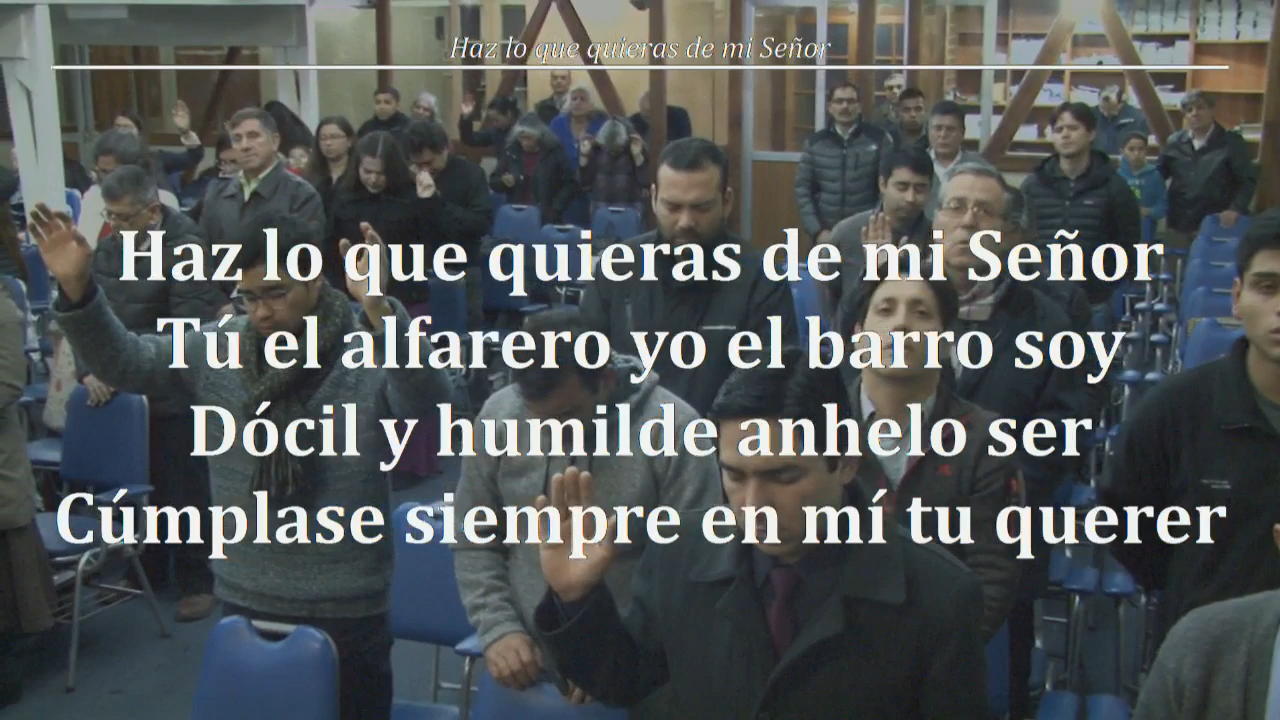 Haz lo que quieras de mi Señor
Haz lo que quieras de mi Señor
Tú el alfarero yo el barro soy
Dócil y humilde anhelo ser
Cúmplase siempre en mí tu querer